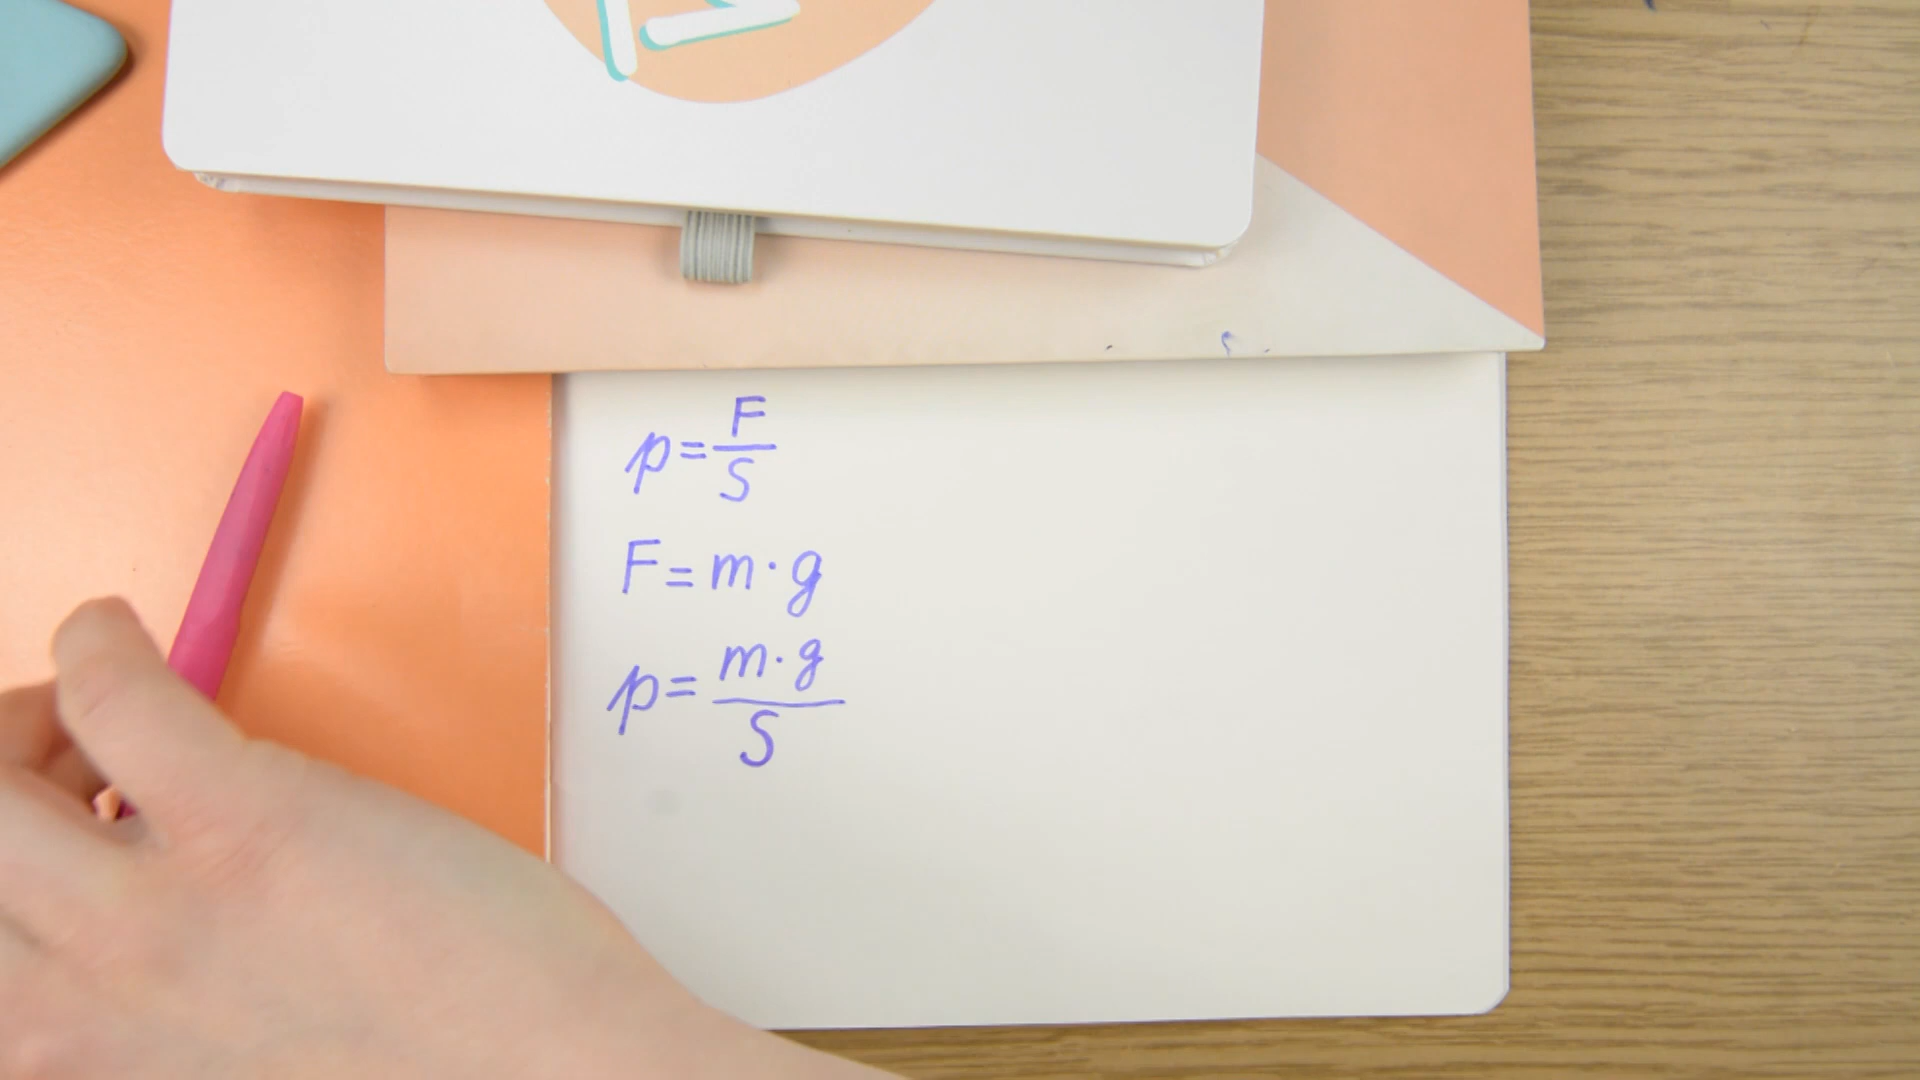 p = F/S
F = m · g
p = m · g / S